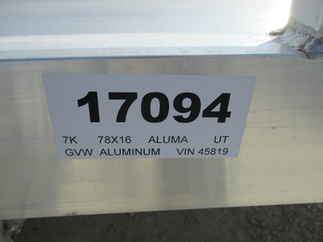 17094
7K 78X16 ALUMA UT
GVW ALUMINUM VIN 45819